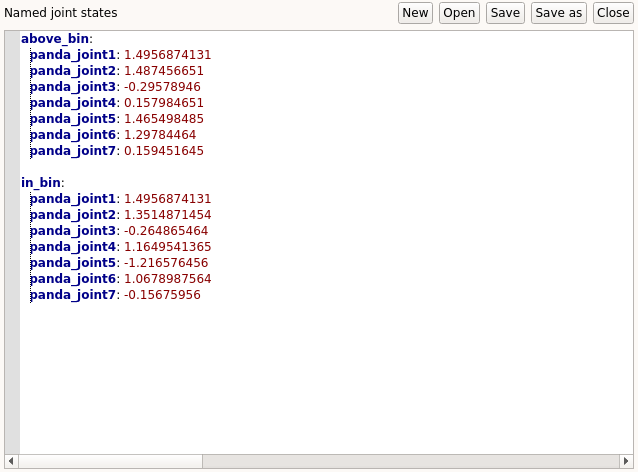 Named joint states New Open Save Save as Close
above_bin:
panda_joint1: 1.4956874131
panda_joint2: 1.487456651
panda_joint3: -0.29578946
panda_joint4: 0.157984651
panda_joint5: 1.465498485
panda_joint6: 1.29784464
panda_joint7: 0.159451645
in_bin:
panda_joint1: 1.4956874131
panda_joint2: 1.3514871454
panda_joint3: -0.264865464
panda_joint4: 1.1649541365
panda_joint5: -1.216576456
panda_joint6: 1.0678987564
panda_joint7: -0.15675956